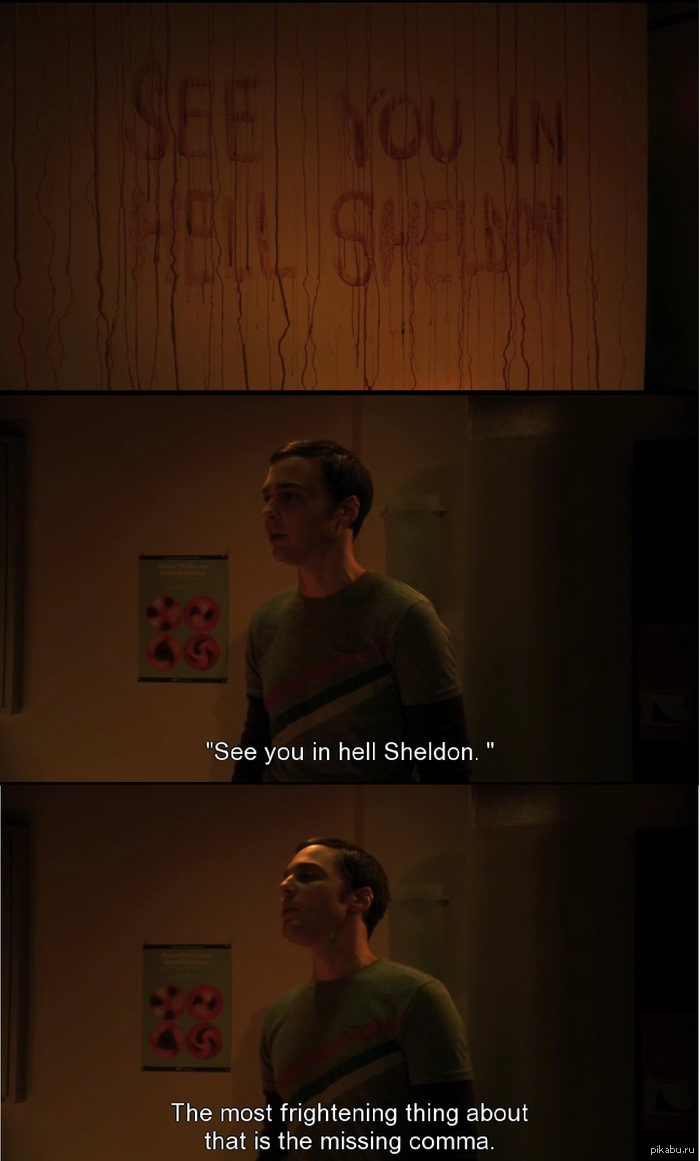 SEE YOU IN
HELL SHELDON
"See you in hell Sheldon. "
The most frightening thing about
that is the missing comma.
pikabu.ru